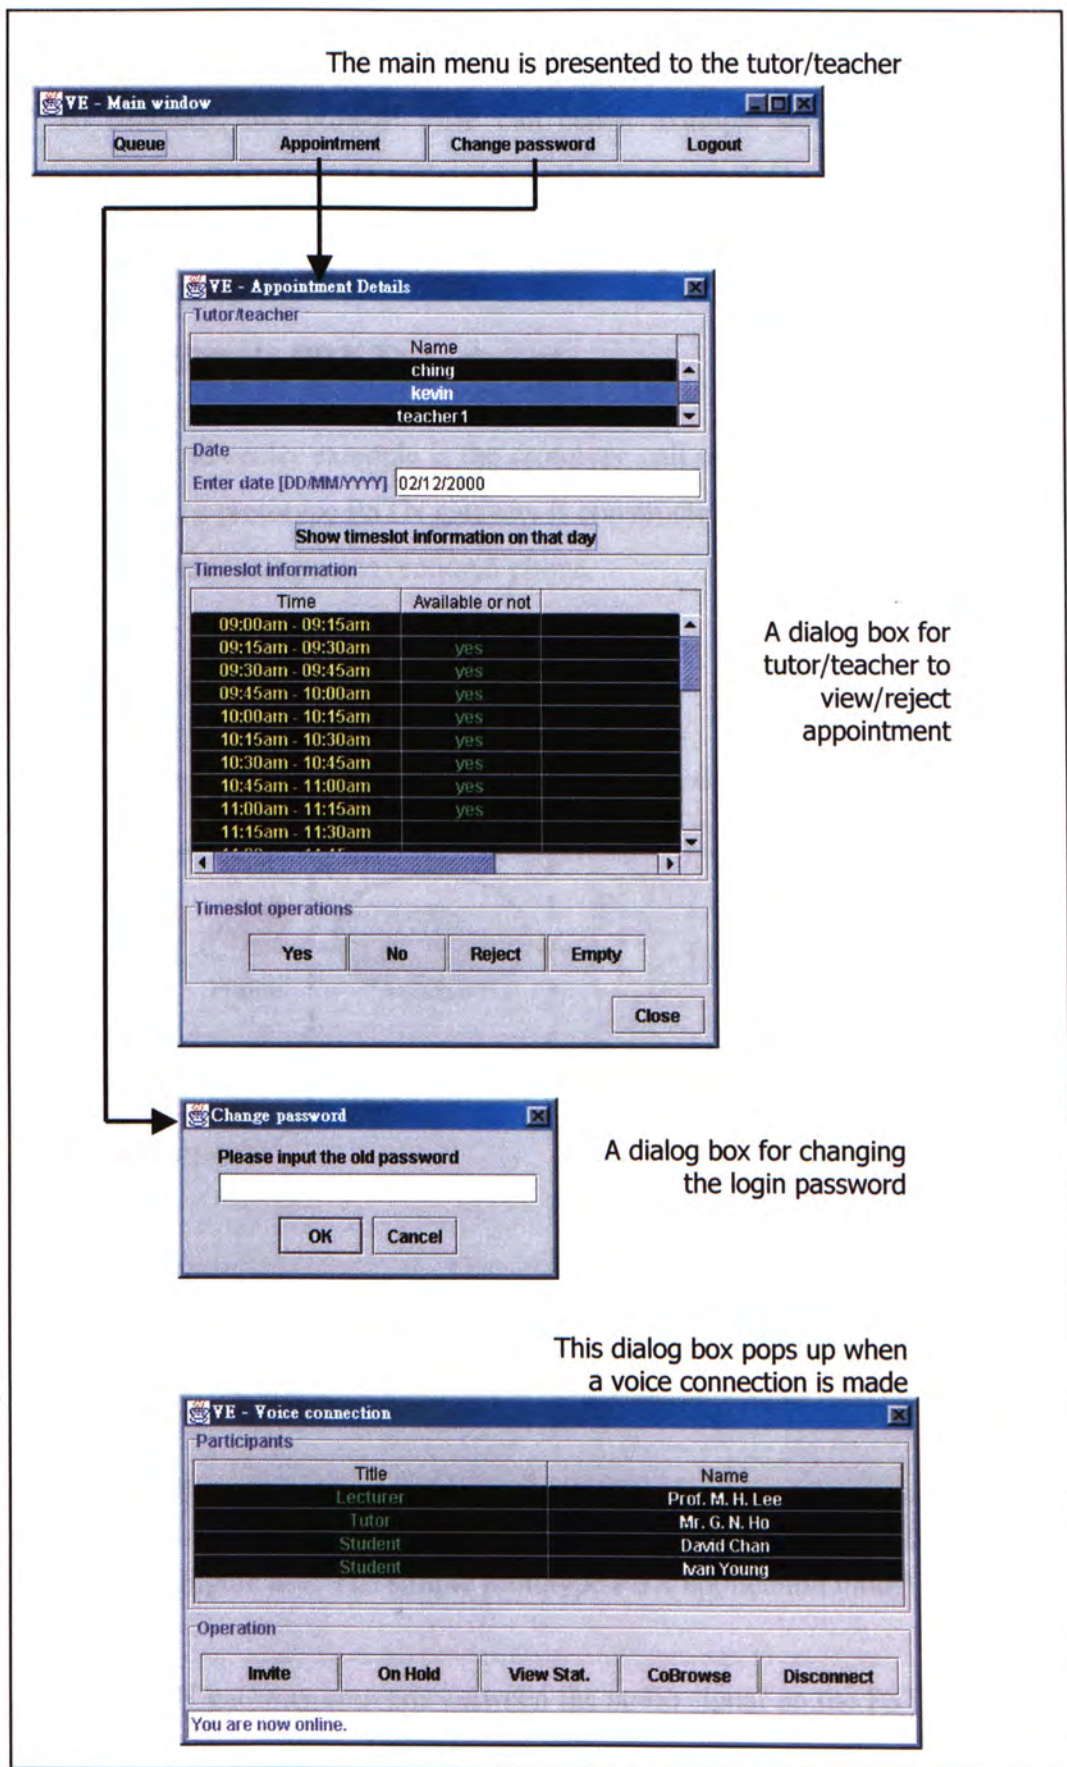 The main menu is presented to the tutor/teacher
VE - Main window
Queue Appointment Change password Logout
VE - Appointment Details
Tutor/teacher
Name
ching
kevin
teacher1
Date
Enter date [DD/MM/YYYY] 02/12/2000
Show timeslot information on that day
Timeslot information
Time Available or not
09:00am - 09:15am
09:15am - 09:30am yes
09:30am - 09:45am yes
09:45am - 10:00am yes
10:00am - 10:15am yes
10:15am - 10:30am yes
10:30am - 10:45am yes
10:45am - 11:00am yes
11:00am - 11:15am yes
11:15am - 11:30am
Timeslot operations
Yes No Reject Empty
Close
A dialog box for
tutor/teacher to
view/reject
appointment
Change password
Please input the old password
OK Cancel
A dialog box for changing
the login password
This dialog box pops up when
a voice connection is made
VE - Voice connection
Participants
Title Name
Lecturer Prof. M. H. Lee
Tutor Mr. G. N. Ho
Student David Chan
Student Ivan Young
Operation
Invite On Hold View Stat. CoBrowse Disconnect
You are now online.